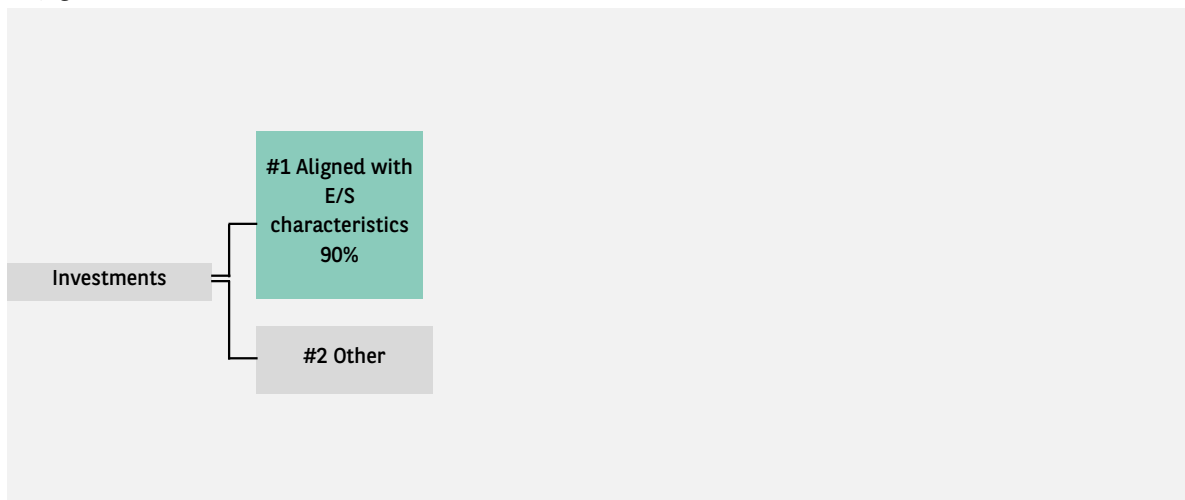 #1 Aligned with
E/S
characteristics
90%
Investments
#2 Other